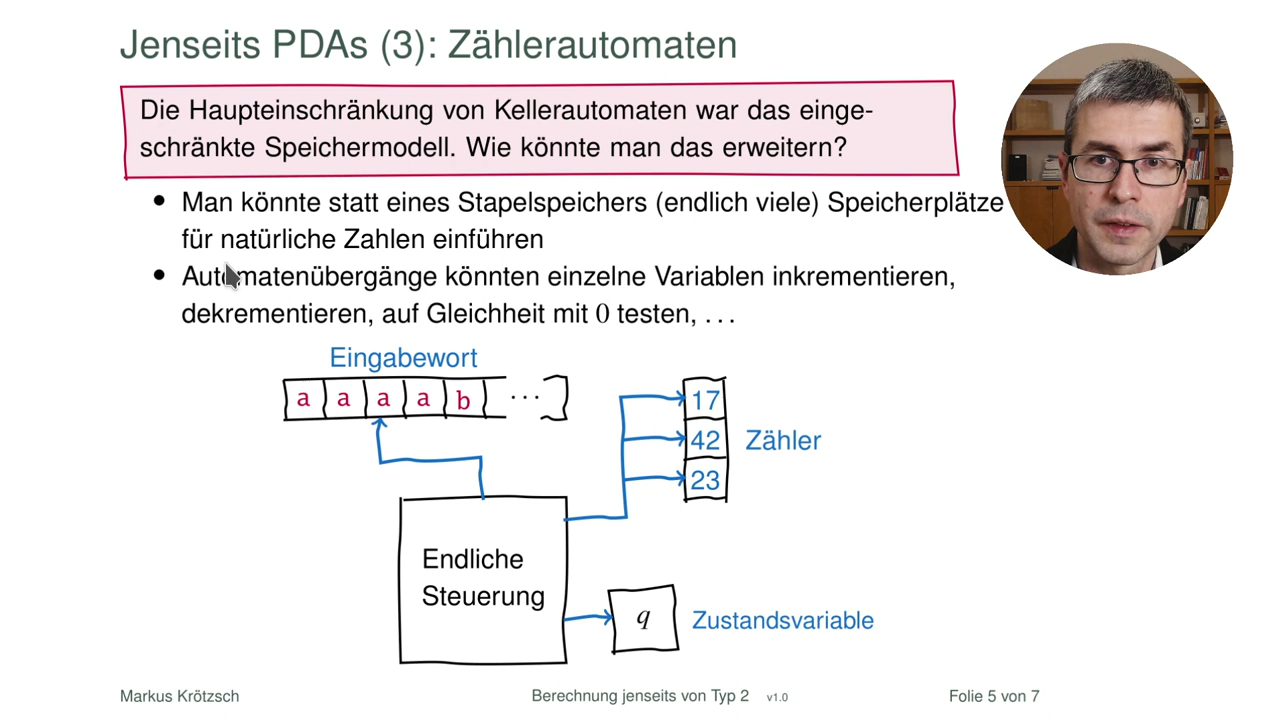 Jenseits PDAs (3): Zählerautomaten
Die Haupteinschränkung von Kellerautomaten war das einge-
schränkte Speichermodell. Wie könnte man das erweitern?
• Man könnte statt eines Stapelspeichers (endlich viele) Speicherplätze
für natürliche Zahlen einführen
• Automatenübergänge könnten einzelne Variablen inkrementieren,
dekrementieren, auf Gleichheit mit 0 testen, ...
Eingabewort
a a a a b ...
17
42
Zähler
23
Endliche
Steuerung
q
Zustandsvariable
Markus Krötzsch
Berechnung jenseits von Typ 2 v1.0
Folie 5 von 7